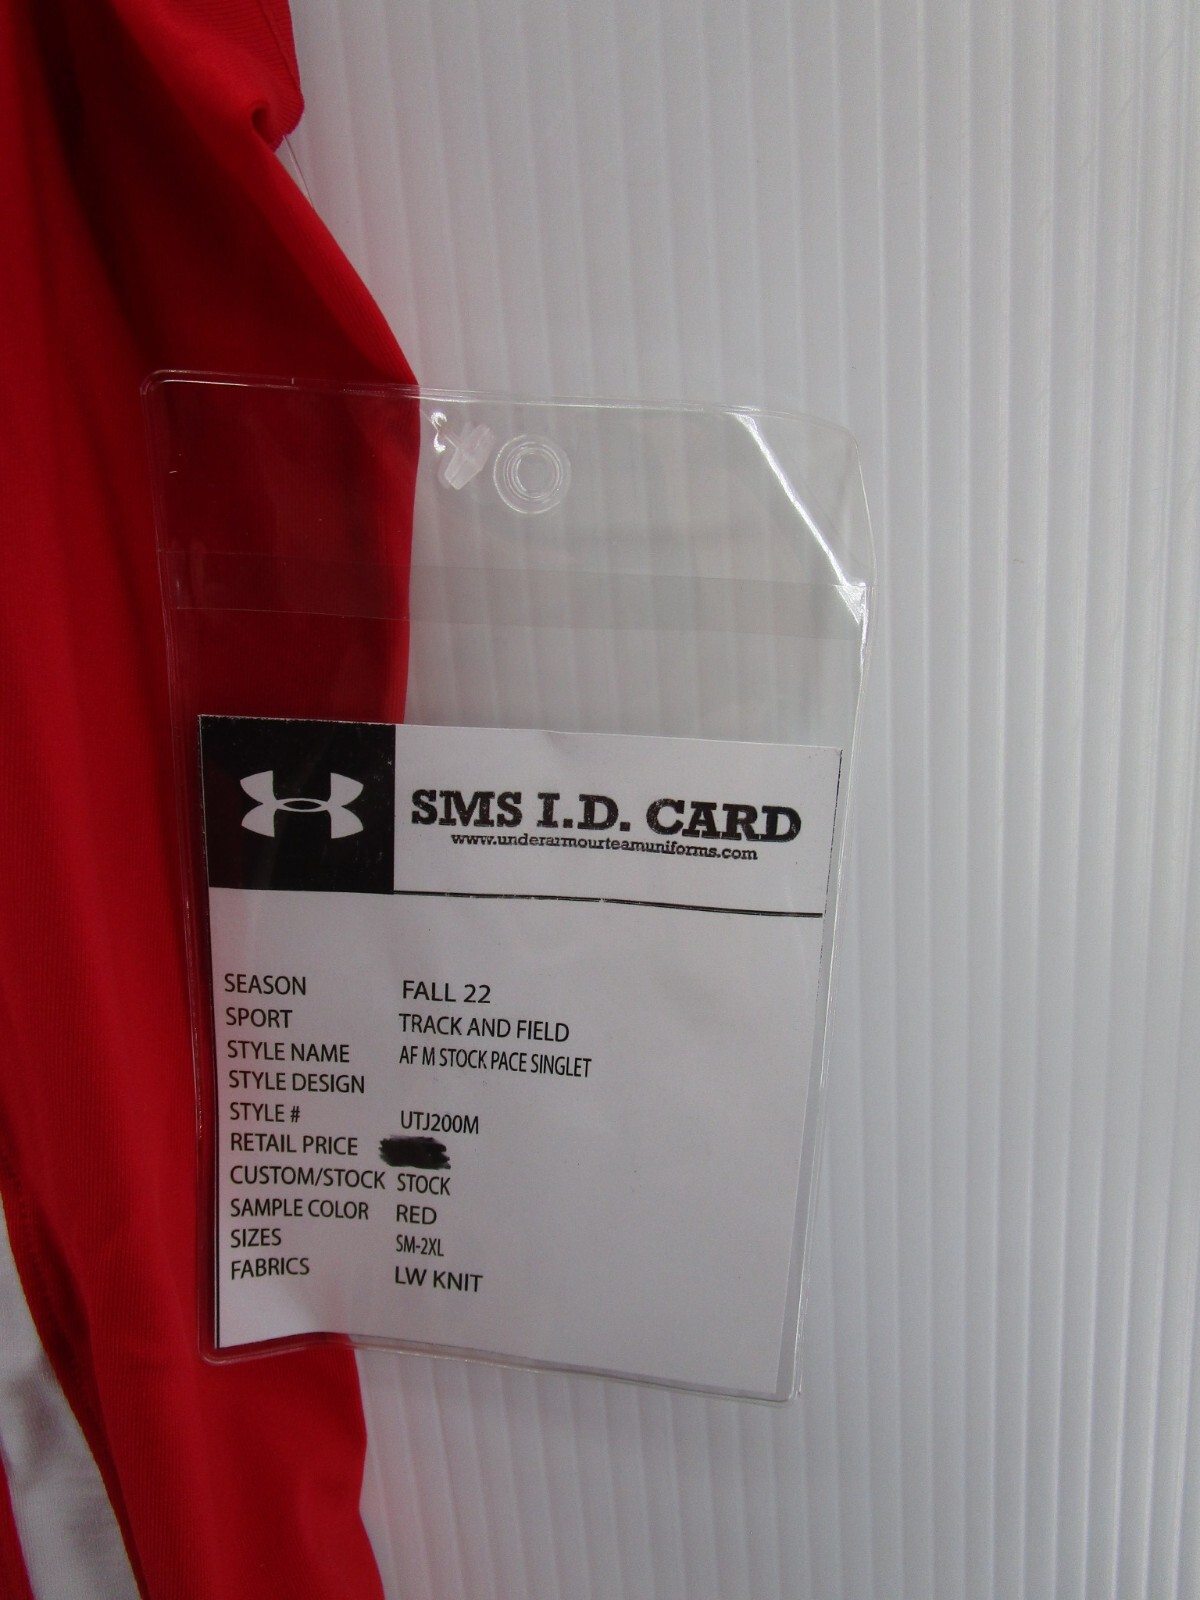 SMS I.D. CARD
www.underarmourteamuniforms.com
SEASON FALL 22
SPORT TRACK AND FIELD
STYLE NAME AF M STOCK PACE SINGLET
STYLE DESIGN
STYLE # UTJ200M
RETAIL PRICE
CUSTOM/STOCK STOCK
SAMPLE COLOR RED
SIZES SM-2XL
FABRICS LW KNIT